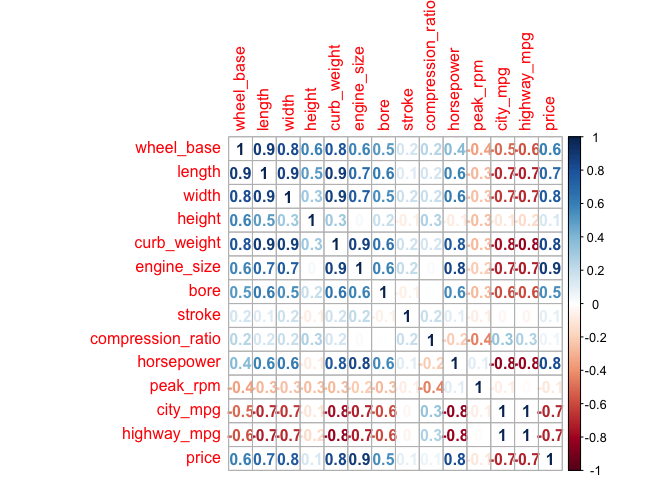 wheel_base length width height curb_weight engine_size bore stroke compression_ratio horsepower peak_rpm city_mpg highway_mpg price
wheel_base 1 0.9 0.8 0.6 0.8 0.6 0.5 0.2 0.2 0.4 -0.4 -0.5 -0.6 0.6
length 0.9 1 0.9 0.5 0.9 0.7 0.6 0.1 0.2 0.6 -0.3 -0.7 -0.7 0.7
width 0.8 0.9 1 0.3 0.9 0.7 0.5 0.2 0.2 0.6 -0.3 -0.7 -0.7 0.8
height 0.6 0.5 0.3 1 0.3 0 0.2 -0.1 0.3 -0.1 -0.3 -0.1 -0.2 0.1
curb_weight 0.8 0.9 0.9 0.3 1 0.9 0.6 0.2 0.2 0.8 -0.3 -0.8 -0.8 0.8
engine_size 0.6 0.7 0.7 0 0.9 1 0.6 0.2 0.8 -0.2 -0.7 -0.7 0.9
bore 0.5 0.6 0.5 0.2 0.6 0.6 1 -0.1 0.6 -0.3 -0.6 -0.6 0.5
stroke 0.2 0.1 0.2 -0.1 0.2 0.2 -0.1 1 0.2 0.1 -0.1 0 0 0.1
compression_ratio 0.2 0.2 0.2 0.3 0.2 0.2 1 -0.2 -0.4 0.3 0.3 0.1
horsepower 0.4 0.6 0.6 -0.1 0.8 0.8 0.6 0.1 -0.2 1 0.1 -0.8 -0.8 0.8
peak_rpm -0.4 -0.3 -0.3 -0.3 -0.3 -0.2 -0.3 -0.1 -0.4 0.1 1 -0.1 -0.1
city_mpg -0.5 -0.7 -0.7 -0.1 -0.8 -0.7 -0.6 0 0.3 -0.8 -0.1 1 1 -0.7
highway_mpg -0.6 -0.7 -0.7 -0.2 -0.8 -0.7 -0.6 0 0.3 -0.8 1 1 -0.7
price 0.6 0.7 0.8 0.1 0.8 0.9 0.5 0.1 0.1 0.8 -0.1 -0.7 -0.7 1
1
0.8
0.6
0.4
0.2
0
-0.2
-0.4
-0.6
-0.8
-1